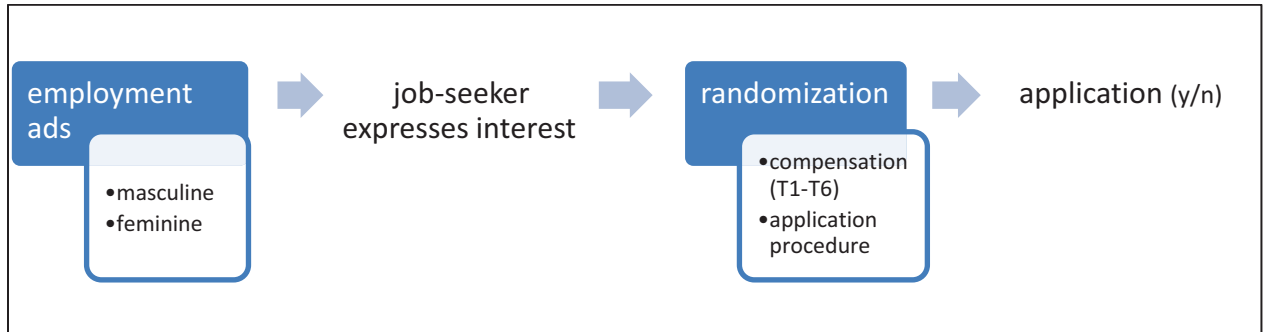 employment
ads
•masculine
•feminine
job-seeker
expresses interest
randomization
•compensation
(T1-T6)
•application
procedure
application (y/n)